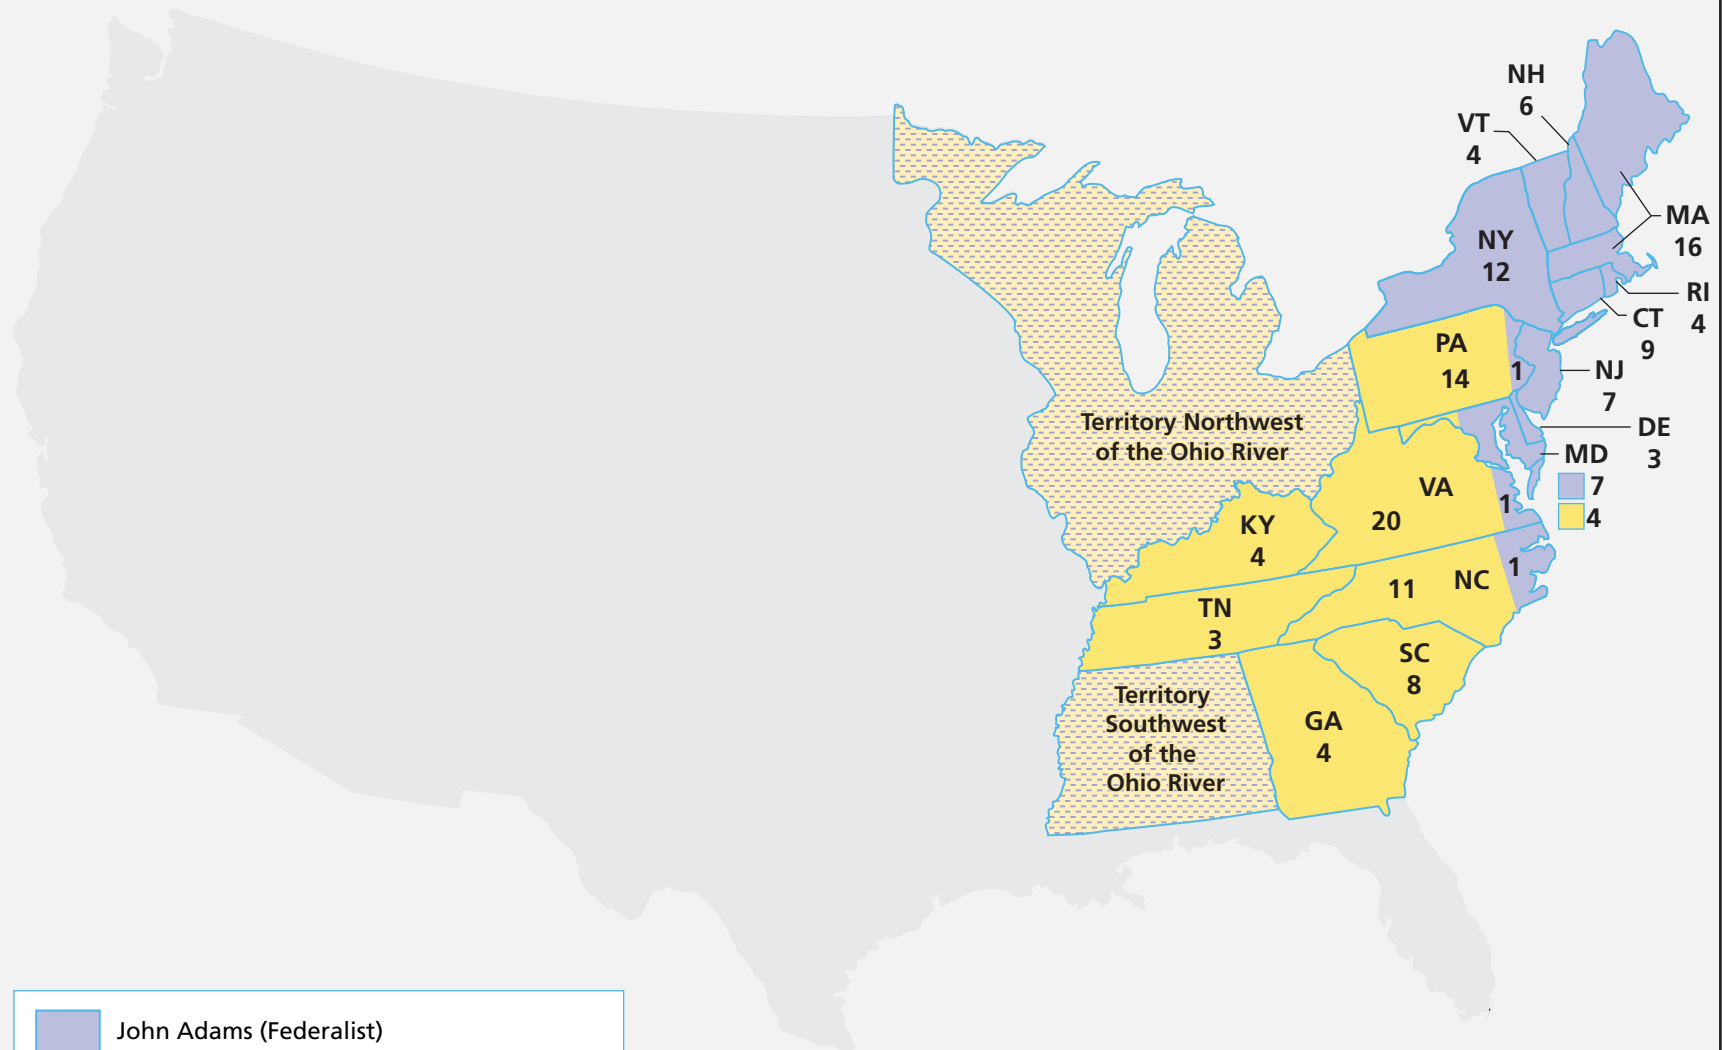 NH
6
VT
4
MA
16
NY
12
RI
4
CT
9
PA
14
1
NJ
7
DE
3
MD
7
4
Territory Northwest
of the Ohio River
VA
20
1
KY
4
NC
11
1
TN
3
SC
8
GA
4
Territory
Southwest
of the
Ohio River
John Adams (Federalist)